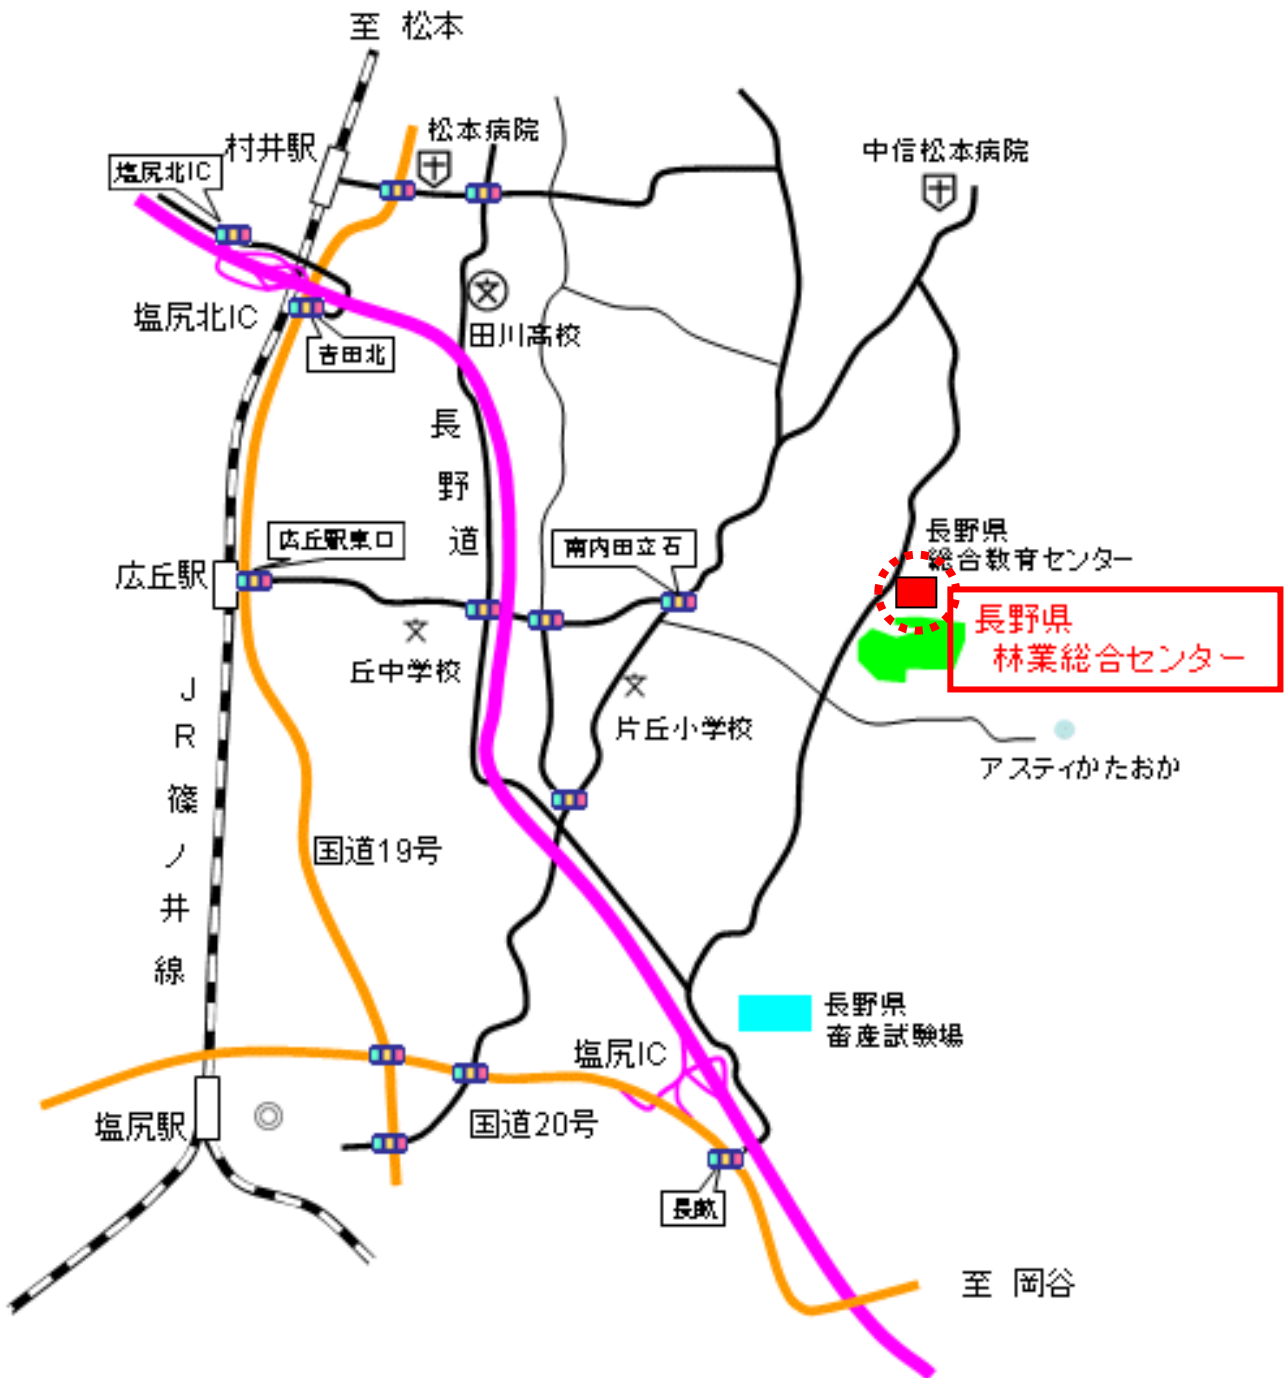 至 松本
松本病院
村井駅
中信松本病院
塩尻北IC
塩尻北IC
田川高校
吉田北
長野道
長野県
総合教育センター
広丘駅東口
南内田立石
広丘駅
長野県
林業総合センター
丘中学校
片丘小学校
JR篠ノ井線
アスティかたおか
国道19号
長野県
畜産試験場
塩尻IC
塩尻駅
国道20号
長畝
至 岡谷